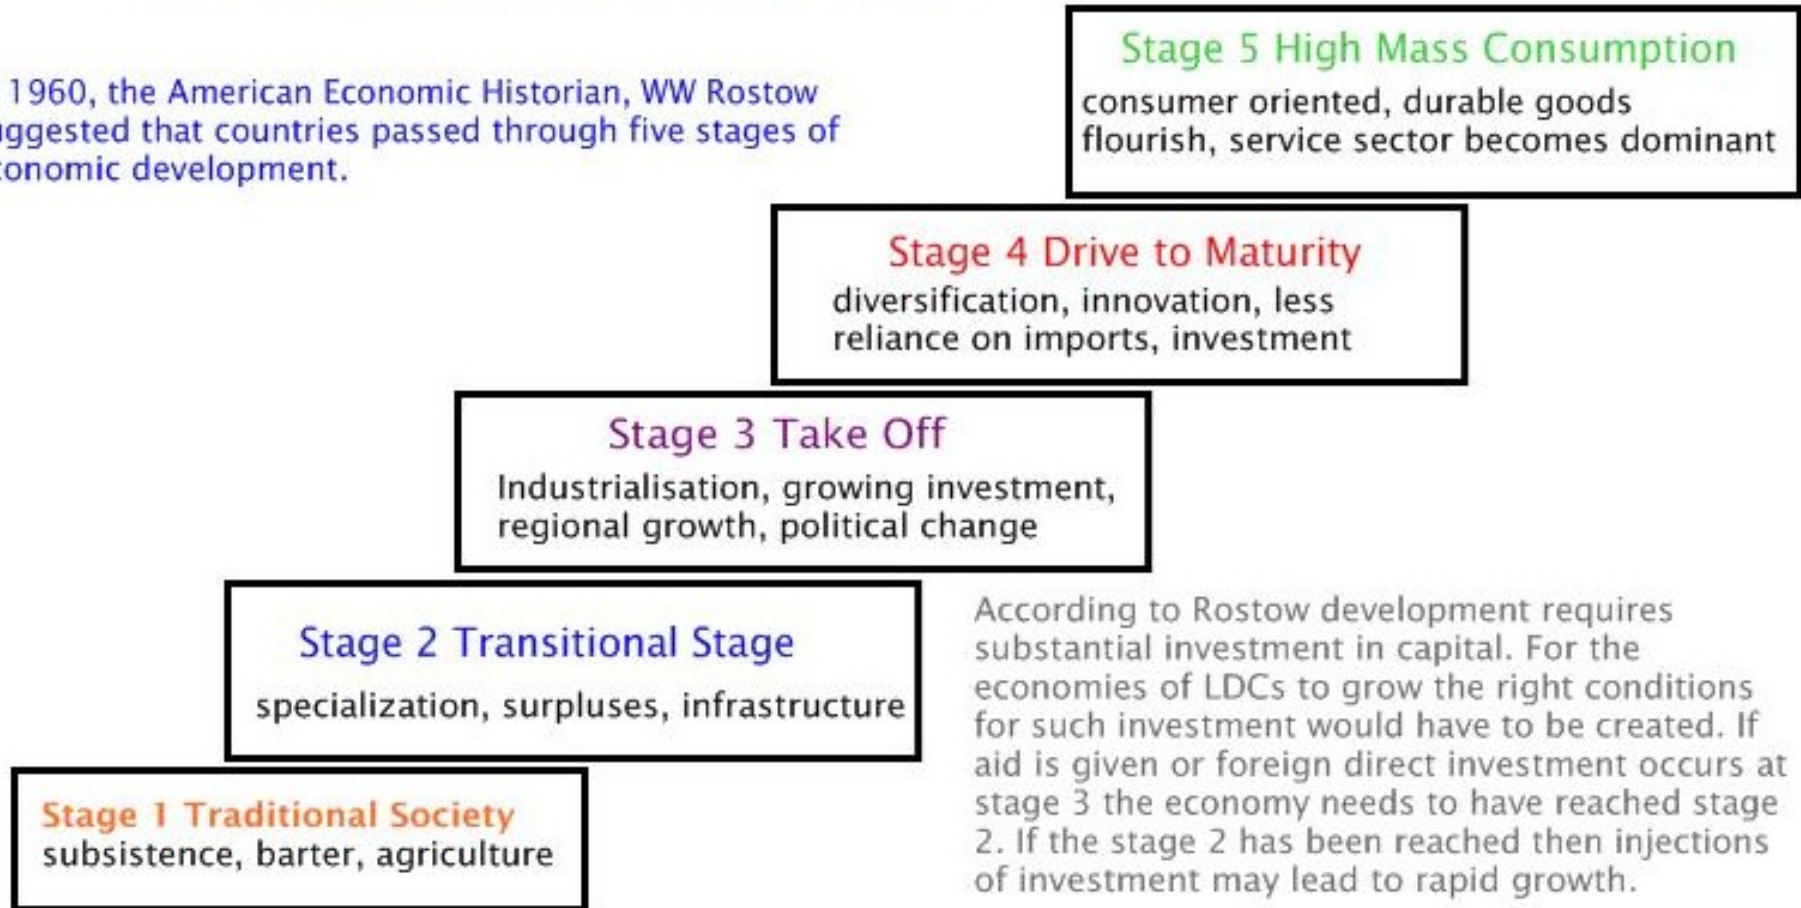 1960, the American Economic Historian, WW Rostow
uggested that countries passed through five stages of
conomic development.
Stage 5 High Mass Consumption
consumer oriented, durable goods
flourish, service sector becomes dominant
Stage 4 Drive to Maturity
diversification, innovation, less
reliance on imports, investment
Stage 3 Take Off
Industrialisation, growing investment,
regional growth, political change
Stage 2 Transitional Stage
specialization, surpluses, infrastructure
Stage 1 Traditional Society
subsistence, barter, agriculture
According to Rostow development requires
substantial investment in capital. For the
economies of LDCs to grow the right conditions
for such investment would have to be created. If
aid is given or foreign direct investment occurs at
stage 3 the economy needs to have reached stage
2. If the stage 2 has been reached then injections
of investment may lead to rapid growth.